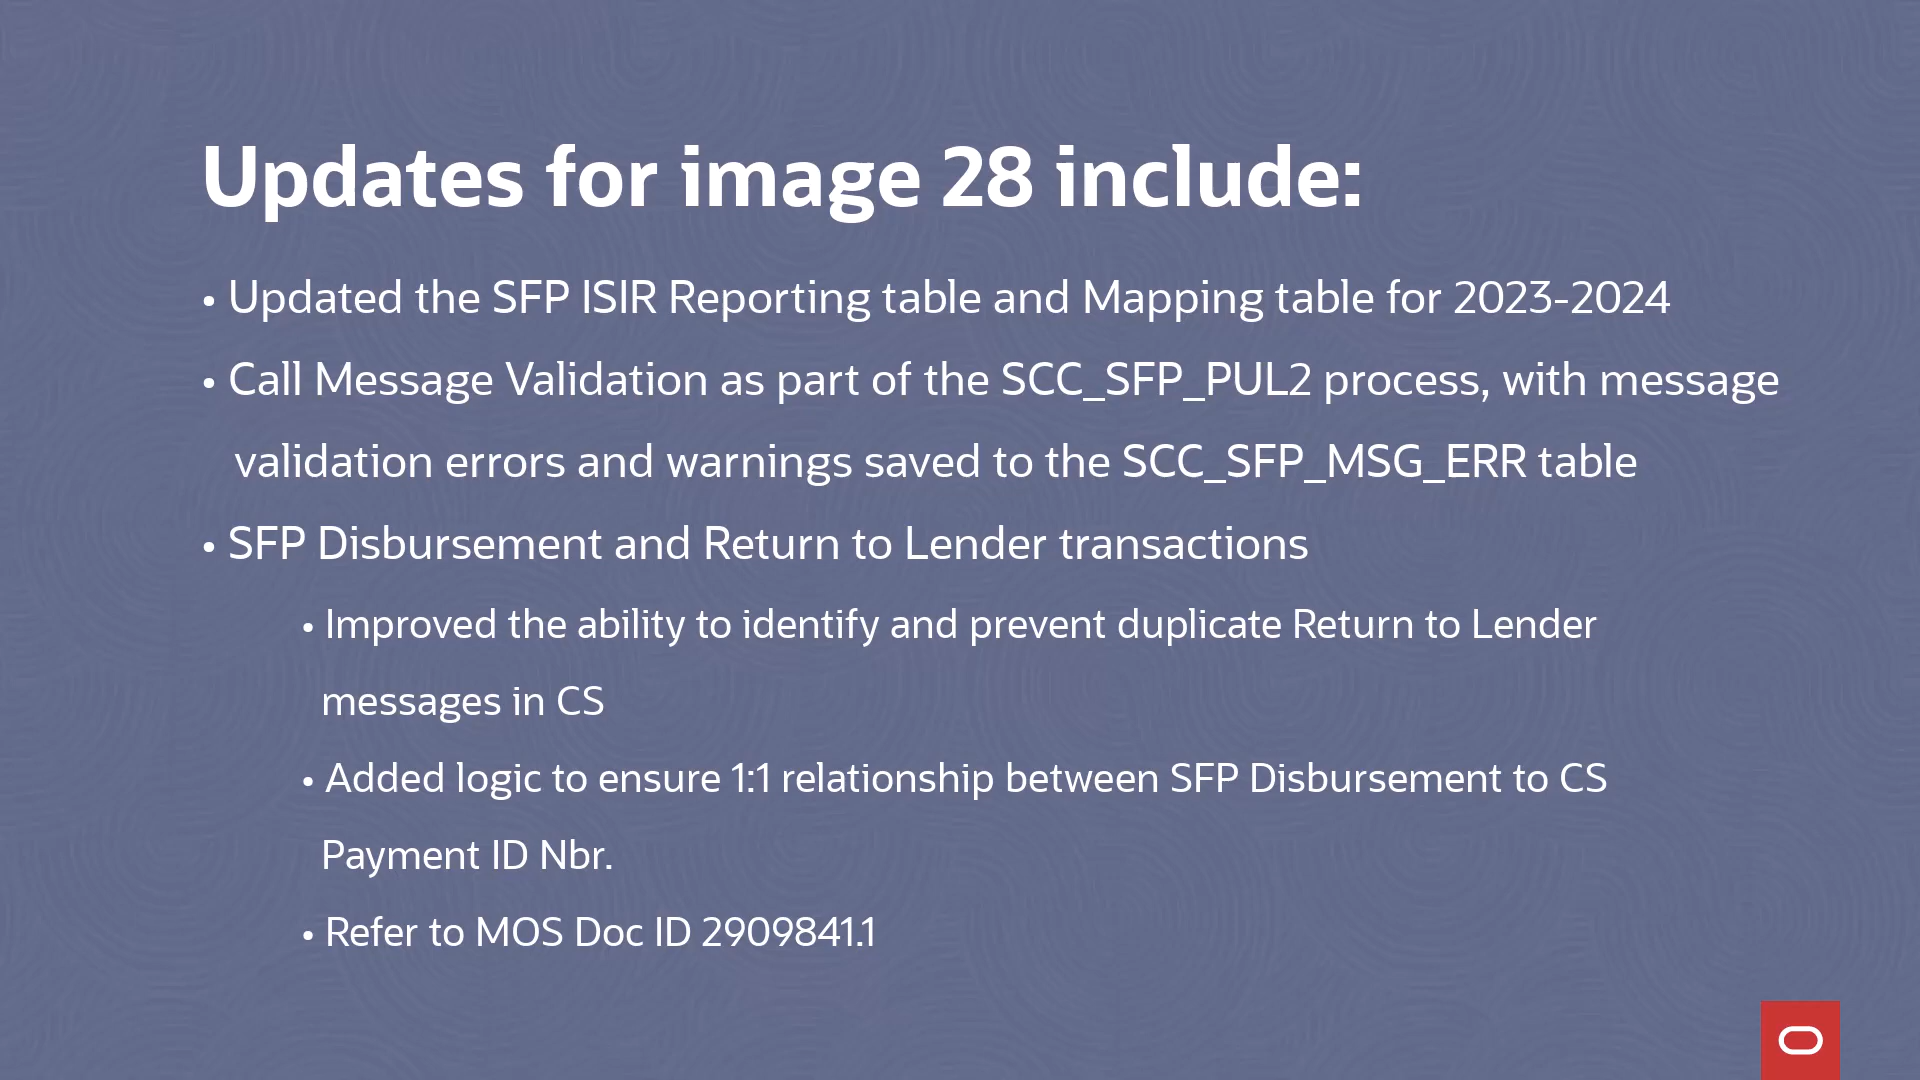 Updates for image 28 include:
• Updated the SFP ISIR Reporting table and Mapping table for 2023-2024
• Call Message Validation as part of the SCC_SFP_PUL2 process, with message
validation errors and warnings saved to the SCC_SFP_MSG_ERR table
• SFP Disbursement and Return to Lender transactions
• Improved the ability to identify and prevent duplicate Return to Lender
messages in CS
• Added logic to ensure 1:1 relationship between SFP Disbursement to CS
Payment ID Nbr.
• Refer to MOS Doc ID 2909841.1